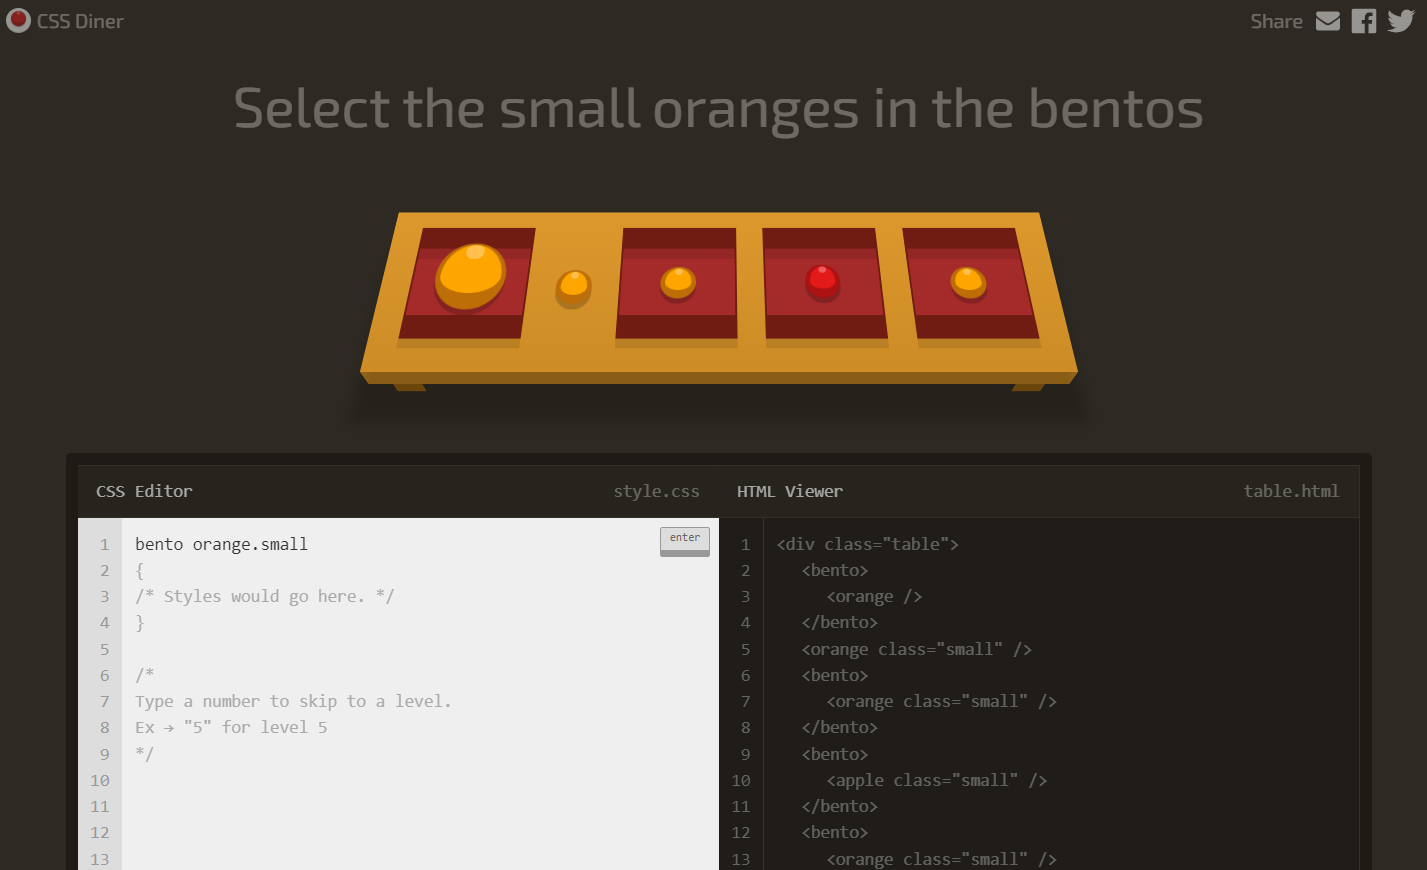 CSS Diner
Share
Select the small oranges in the bentos
CSS Editor
style.css
1 bento orange.small
enter
2 {
3 /* Styles would go here. */
4 }
5
6 /*
7 Type a number to skip to a level.
8 Ex → "5" for level 5
9 */
10
11
12
13
HTML Viewer
table.html
1 <div class="table">
2 <bento>
3 <orange />
4 </bento>
5 <orange class="small" />
6 <bento>
7 <orange class="small" />
8 </bento>
9 <bento>
10 <apple class="small" />
11 </bento>
12 <bento>
13 <orange class="small" />